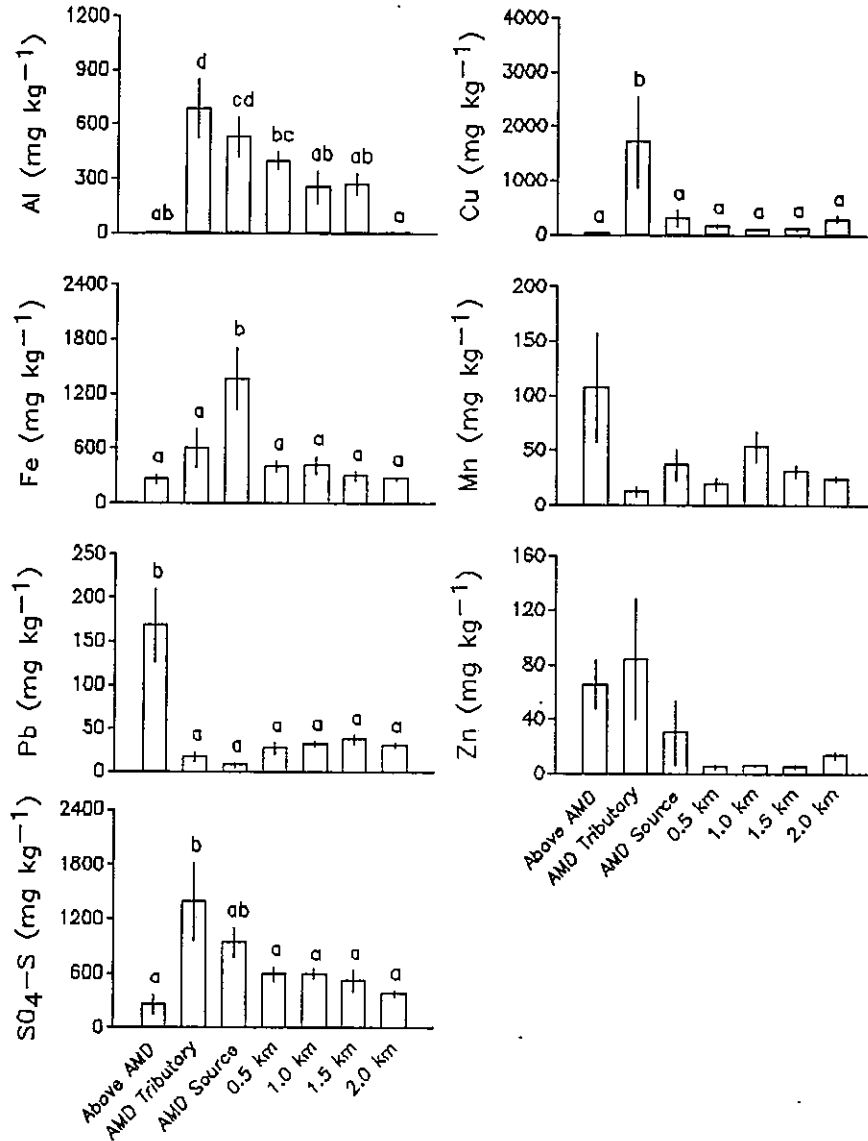 Al (mg kg⁻¹)
1200
900
600
300
0
ab
d
cd
bc
ab
ab
a
Cu (mg kg⁻¹)
4000
3000
2000
1000
0
a
b
a
a
a
a
a
Fe (mg kg⁻¹)
2400
1800
1200
600
0
a
a
b
a
a
a
a
Mn (mg kg⁻¹)
200
150
100
50
0
Pb (mg kg⁻¹)
250
200
150
100
50
0
b
a
a
a
a
a
a
Zn (mg kg⁻¹)
160
120
80
40
0
Above AMD
AMD Tributary
AMD Source
0.5 km
1.0 km
1.5 km
2.0 km
SO₄–S (mg kg⁻¹)
2400
1800
1200
600
0
a
b
ab
a
a
a
a
Above AMD
AMD Tributary
AMD Source
0.5 km
1.0 km
1.5 km
2.0 km